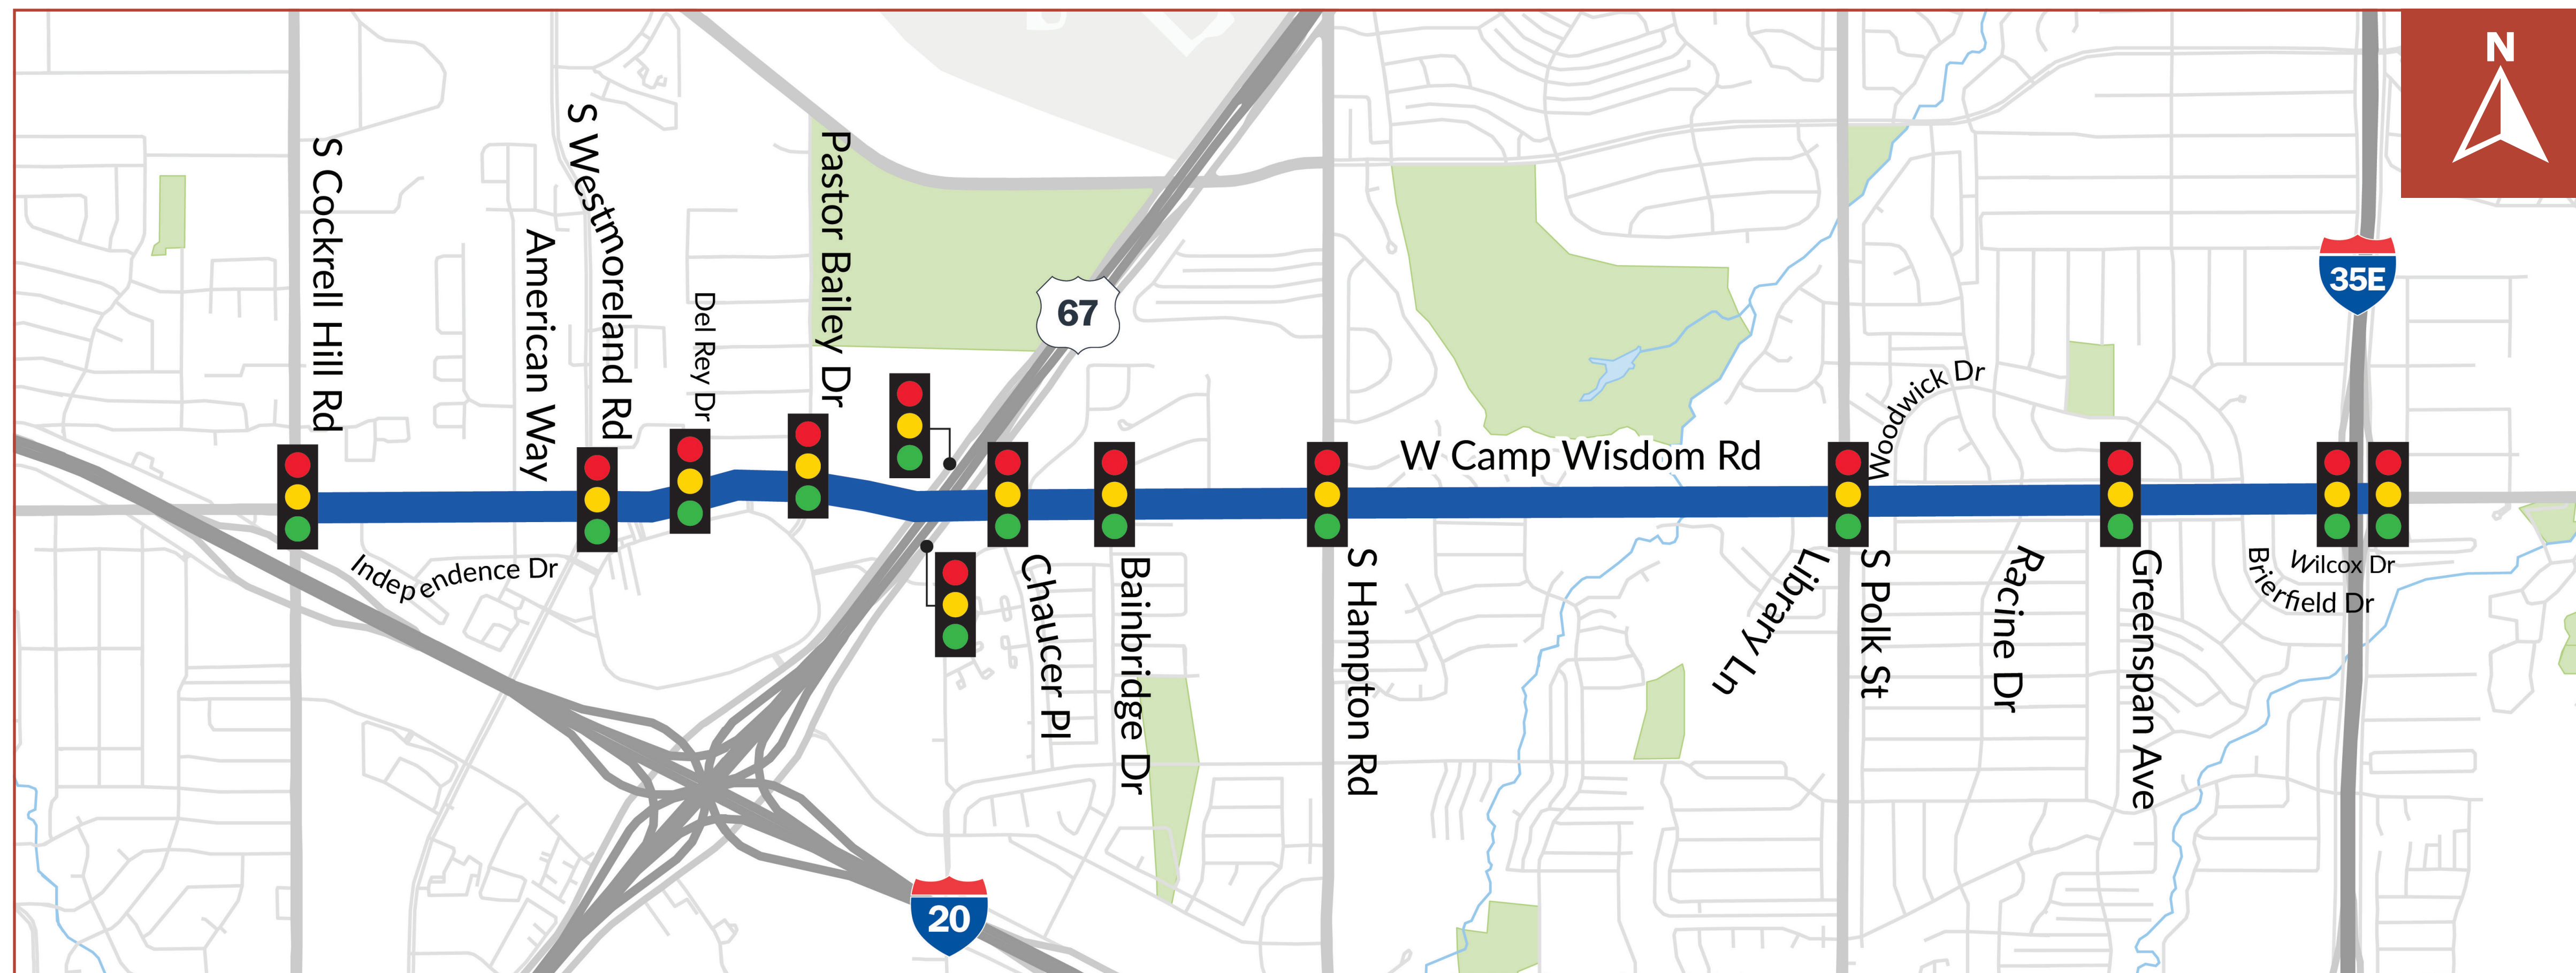 N
S Cockrell Hill Rd
American Way
S Westmoreland Rd
Del Rey Dr
Pastor Bailey Dr
67
35E
W Camp Wisdom Rd
Woodwick Dr
Independence Dr
Chaucer Pl
Bainbridge Dr
S Hampton Rd
Library Ln
S Polk St
Racine Dr
Greenspan Ave
Brierfield Dr
Wilcox Dr
20